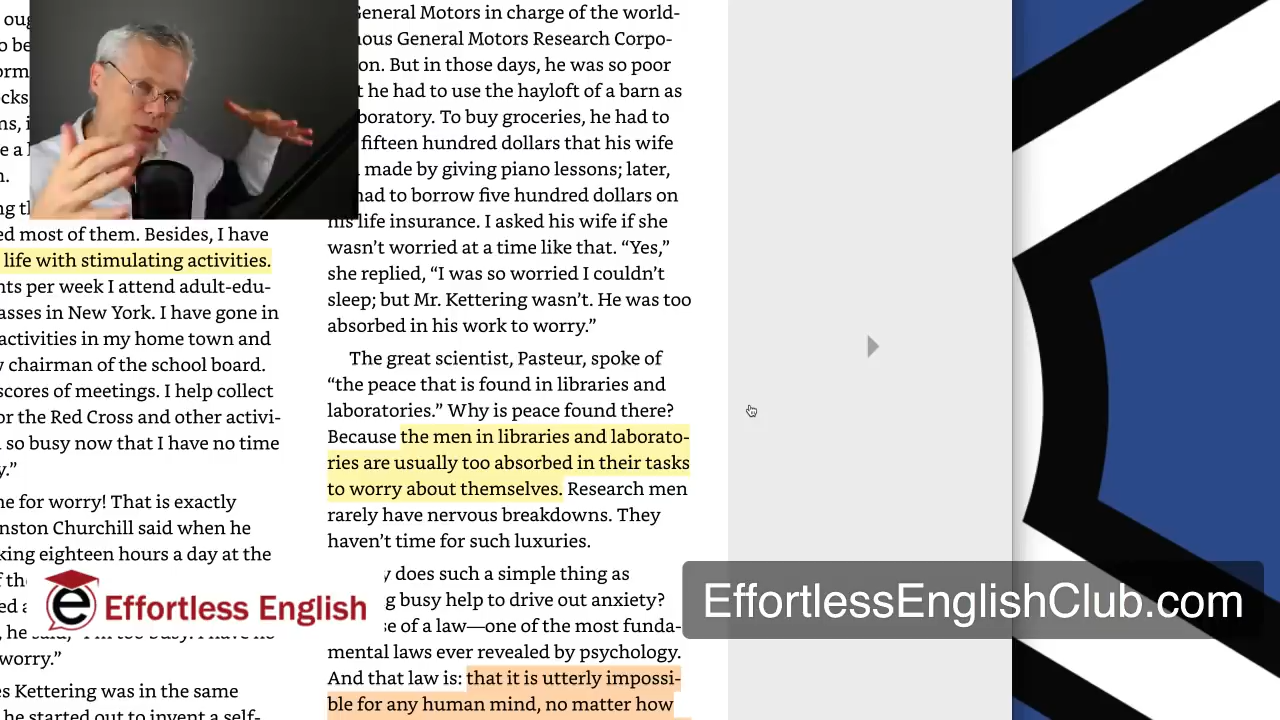 oug
o be
orm
ocks,
ns, i
e a l
n.
ng th
ed most of them. Besides, I have
life with stimulating activities.
nts per week I attend adult-edu-
asses in New York. I have gone in
activities in my home town and
y chairman of the school board.
scores of meetings. I help collect
or the Red Cross and other activi-
so busy now that I have no time
y.”
ne for worry! That is exactly
nston Churchill said when he
king eighteen hours a day at the
f the
ed a
worry.”
es Kettering was in the same
he started out to invent a self-
General Motors in charge of the world-
ous General Motors Research Corpo-
on. But in those days, he was so poor
t he had to use the hayloft of a barn as
boratory. To buy groceries, he had to
fifteen hundred dollars that his wife
made by giving piano lessons; later,
had to borrow five hundred dollars on
his life insurance. I asked his wife if she
wasn’t worried at a time like that. “Yes,”
she replied, “I was so worried I couldn’t
sleep; but Mr. Kettering wasn’t. He was too
absorbed in his work to worry.”
The great scientist, Pasteur, spoke of
“the peace that is found in libraries and
laboratories.” Why is peace found there?
Because the men in libraries and laborato-
ries are usually too absorbed in their tasks
to worry about themselves. Research men
rarely have nervous breakdowns. They
haven’t time for such luxuries.
y does such a simple thing as
g busy help to drive out anxiety?
se of a law—one of the most funda-
mental laws ever revealed by psychology.
And that law is: that it is utterly impossi-
ble for any human mind, no matter how
e Effortless English
EffortlessEnglishClub.com